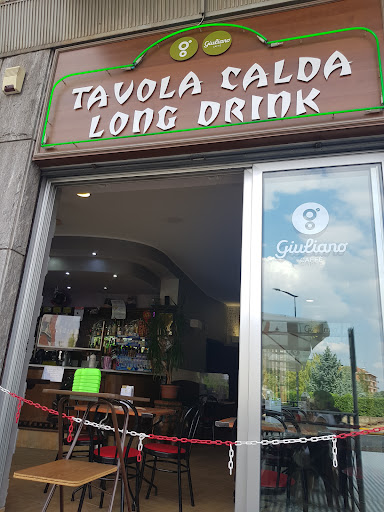 Giuliano
TAVOLA CALDA
LONG DRINK
Giuliano
CAFFÈ